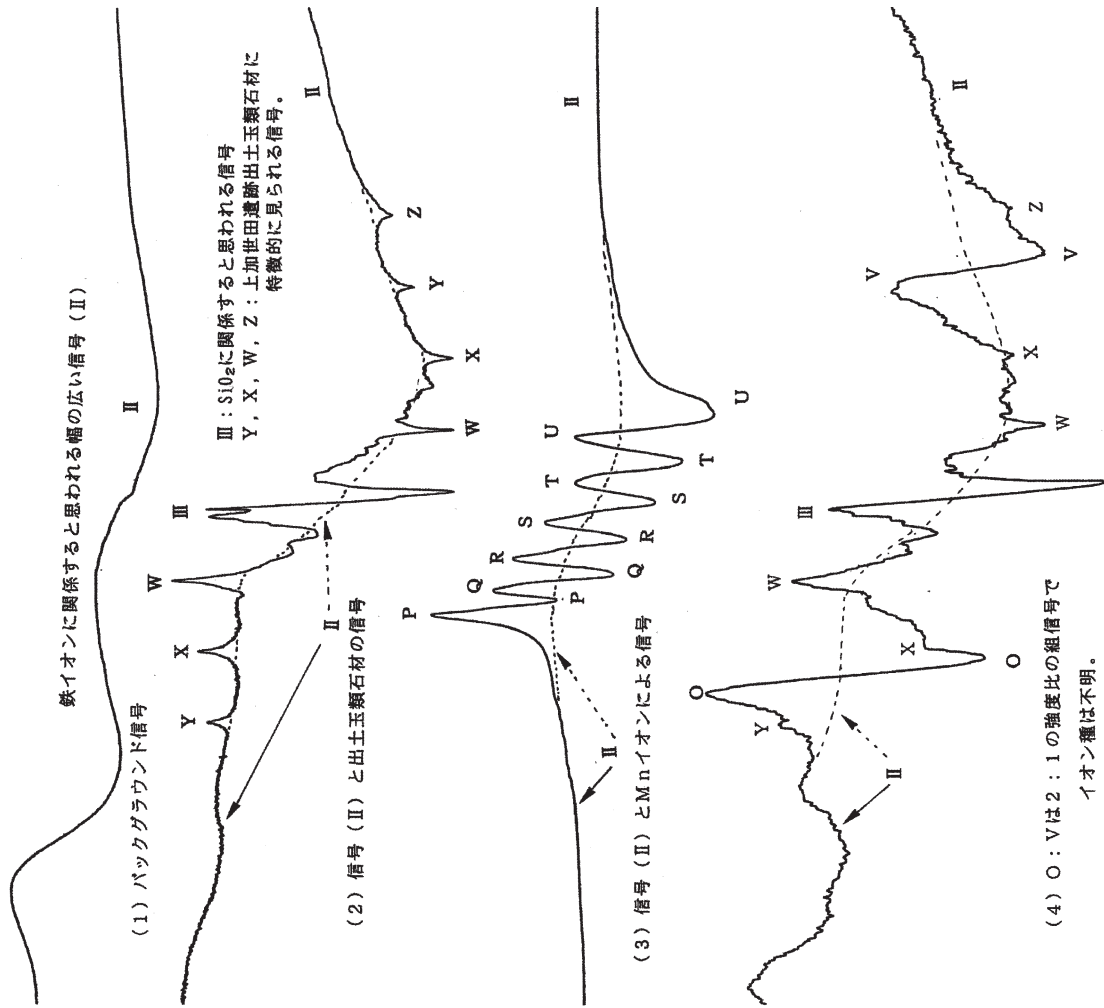 鉄イオンに関係すると思われる幅の広い信号(Ⅱ)
Ⅱ
(1) バックグラウンド信号
Ⅲ:SiO₂に関係すると思われる信号
Y, X, W, Z:上加世田遺跡出土玉類石材に
特徴的に見られる信号。
Y
X
W
Ⅲ
Ⅱ
W
X
Y
Z
Ⅱ
(2) 信号(Ⅱ)と出土玉類石材の信号
P
Q
R
S
T
U
Ⅱ
P
Q
R
S
T
U
Ⅱ
(3) 信号(Ⅱ)とMnイオンによる信号
Y
O
W
Ⅲ
V
Ⅱ
Ⅱ
O
X
W
X
V
Z
(4) O:Vは2:1の強度比の組信号で
イオン種は不明。